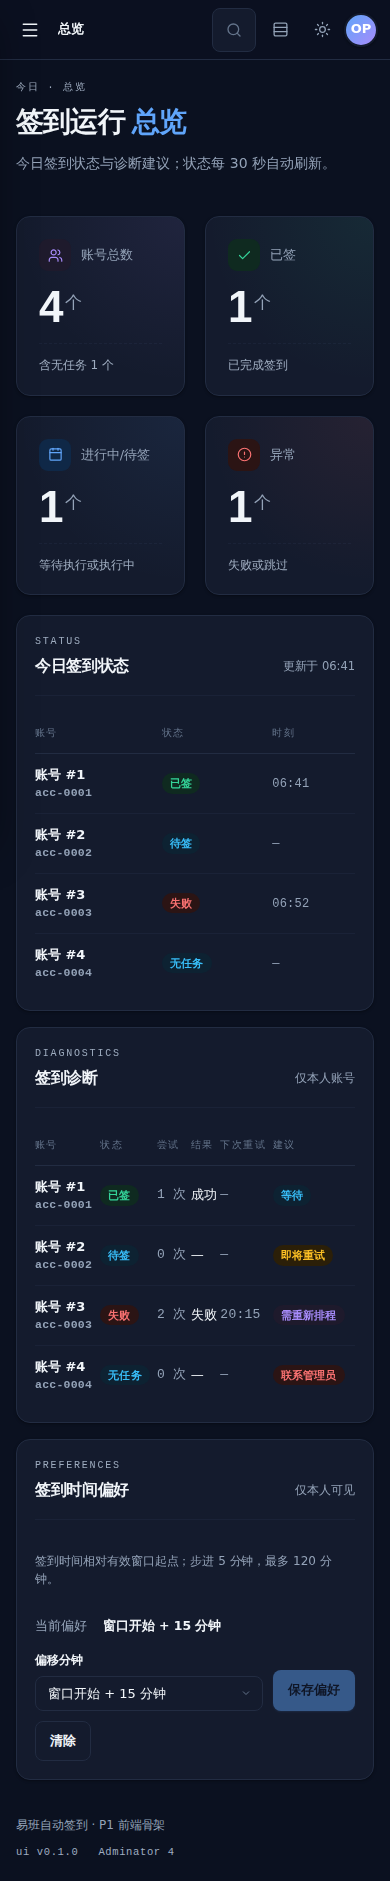 总览
OP
今日 · 总览
签到运行 总览
今日签到状态与诊断建议；状态每 30 秒自动刷新。
账号总数
4个
含无任务 1 个
已签
1个
已完成签到
进行中/待签
1个
等待执行或执行中
异常
1个
失败或跳过
STATUS
今日签到状态 更新于 06:41
账号 状态 时刻
账号 #1
acc-0001 已签 06:41
账号 #2
acc-0002 待签 —
账号 #3
acc-0003 失败 06:52
账号 #4
acc-0004 无任务 —
DIAGNOSTICS
签到诊断 仅本人账号
账号 状态 尝试 结果 下次重试 建议
账号 #1
acc-0001 已签 1 次 成功 — 等待
账号 #2
acc-0002 待签 0 次 — — 即将重试
账号 #3
acc-0003 失败 2 次 失败 20:15 需重新排程
账号 #4
acc-0004 无任务 0 次 — — 联系管理员
PREFERENCES
签到时间偏好 仅本人可见
签到时间相对有效窗口起点；步进 5 分钟，最多 120 分
钟。
当前偏好 窗口开始 + 15 分钟
偏移分钟
窗口开始 + 15 分钟 保存偏好
清除
易班自动签到 · P1 前端骨架
ui v0.1.0 Adminator 4